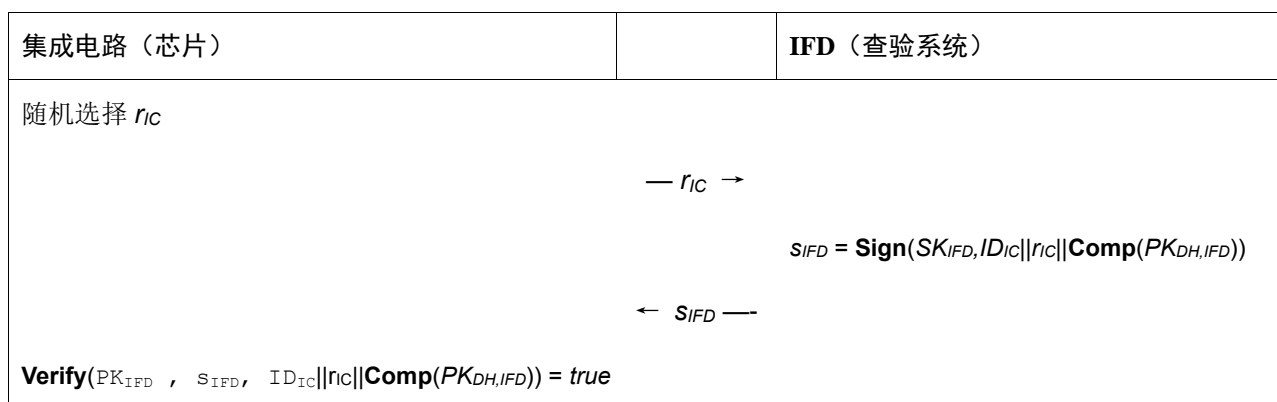 集成电路（芯片） IFD（查验系统）
随机选择 rIC
— rIC →
sIFD = Sign(SKIFD,IDIC||rIC||Comp(PKDH,IFD))
← sIFD —-
Verify(PKIFD , sIFD, IDIC||rIC||Comp(PKDH,IFD)) = true